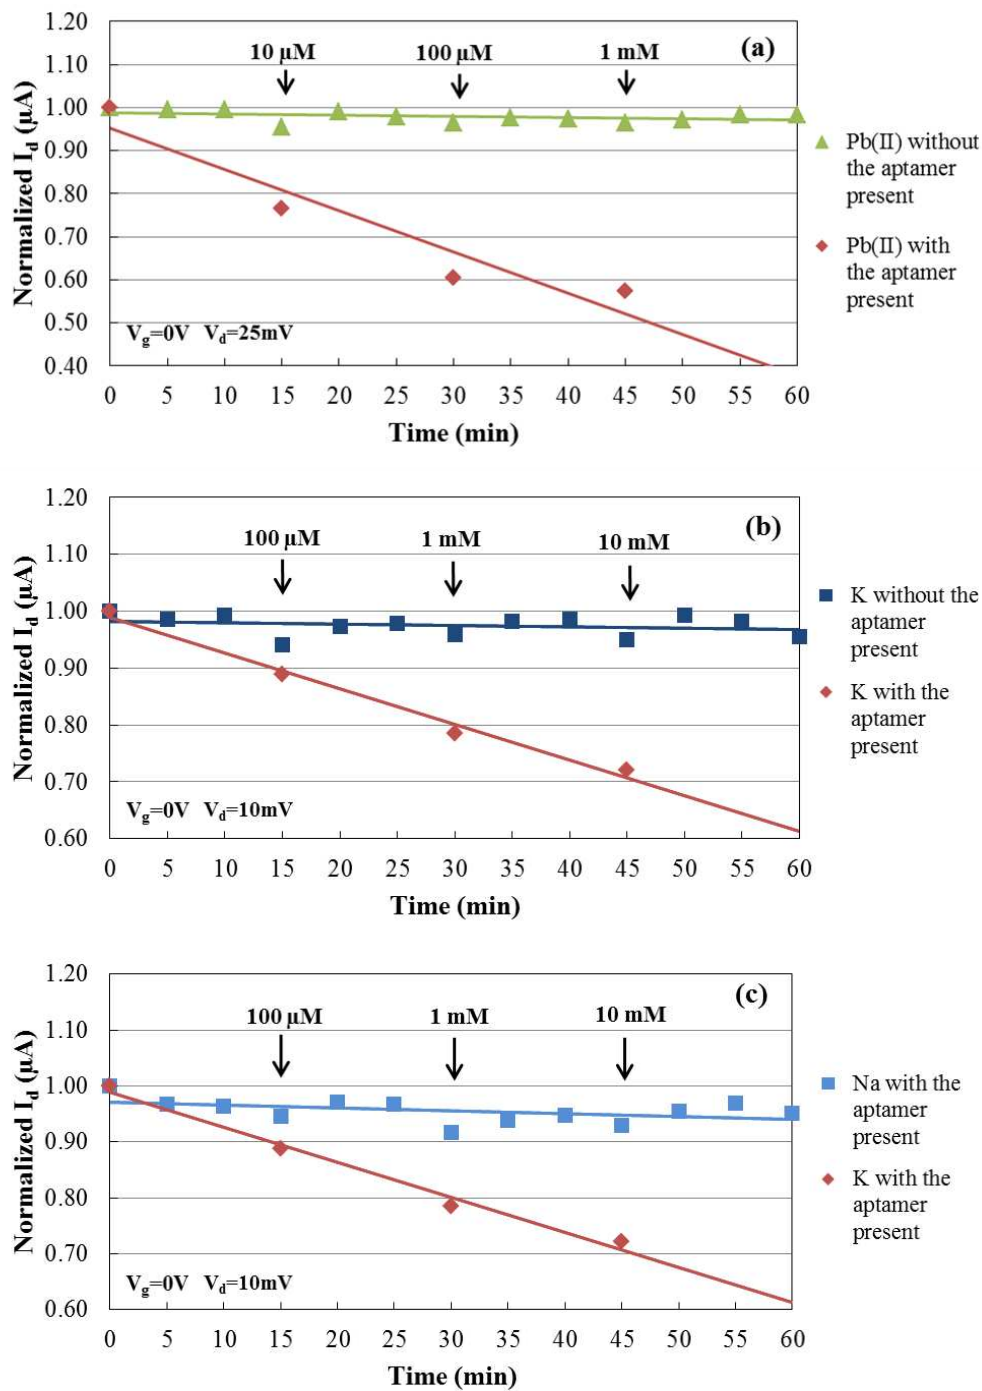 1.20
(a)
1.10
10 µM
100 µM
1 mM
1.00
0.90
0.80
0.70
0.60
0.50
0.40
Normalized I_d (µA)
V_g=0V V_d=25mV
0 5 10 15 20 25 30 35 40 45 50 55 60
Time (min)
Pb(II) without
the aptamer
present
Pb(II) with
the aptamer
present
1.20
(b)
1.10
100 µM
1 mM
10 mM
1.00
0.90
0.80
0.70
0.60
Normalized I_d (µA)
V_g=0V V_d=10mV
0 5 10 15 20 25 30 35 40 45 50 55 60
Time (min)
K without the
aptamer
present
K with the
aptamer
present
1.20
(c)
1.10
100 µM
1 mM
10 mM
1.00
0.90
0.80
0.70
0.60
Normalized I_d (µA)
V_g=0V V_d=10mV
0 5 10 15 20 25 30 35 40 45 50 55 60
Time (min)
Na with the
aptamer
present
K with the
aptamer
present